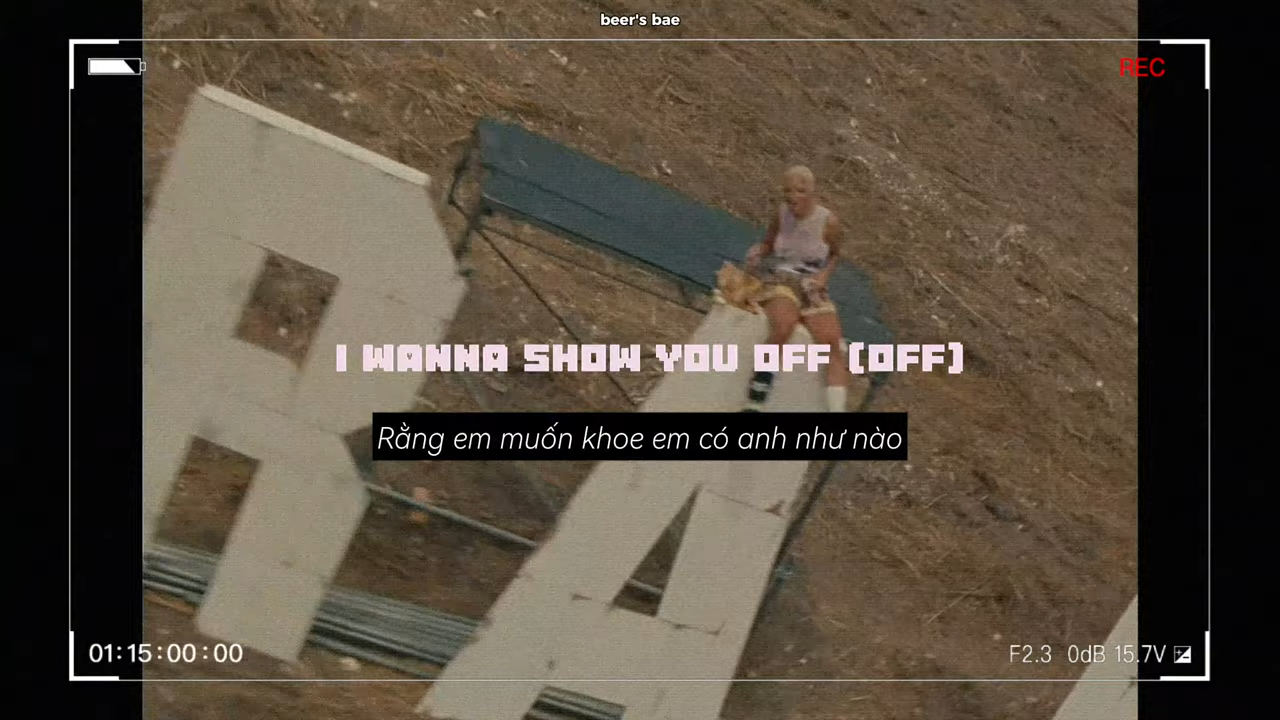 beer's bae
REC
RA
I WANNA SHOW YOU OFF (OFF)
Rằng em muốn khoe em có anh như nào
01:15:00:00
F2.3 0dB 15.7V